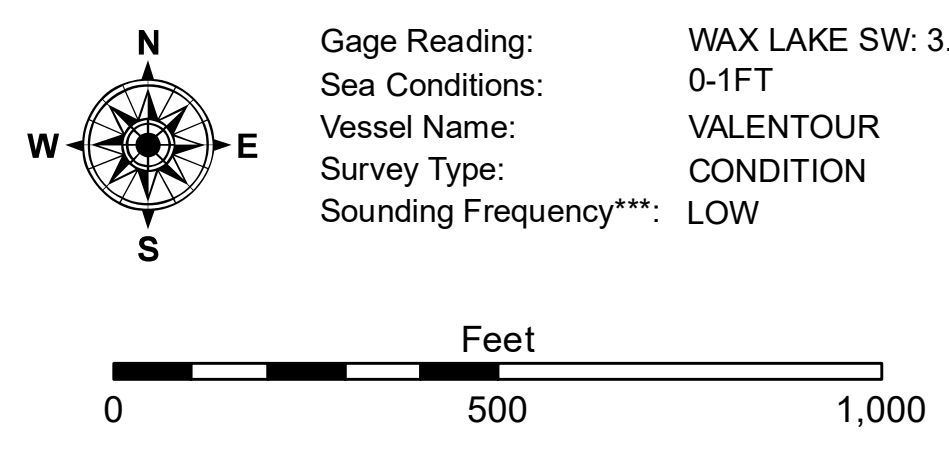 N
W E
S
Gage Reading: WAX LAKE SW: 3.
Sea Conditions: 0-1FT
Vessel Name: VALENTOUR
Survey Type: CONDITION
Sounding Frequency***: LOW
Feet
0 500 1,000